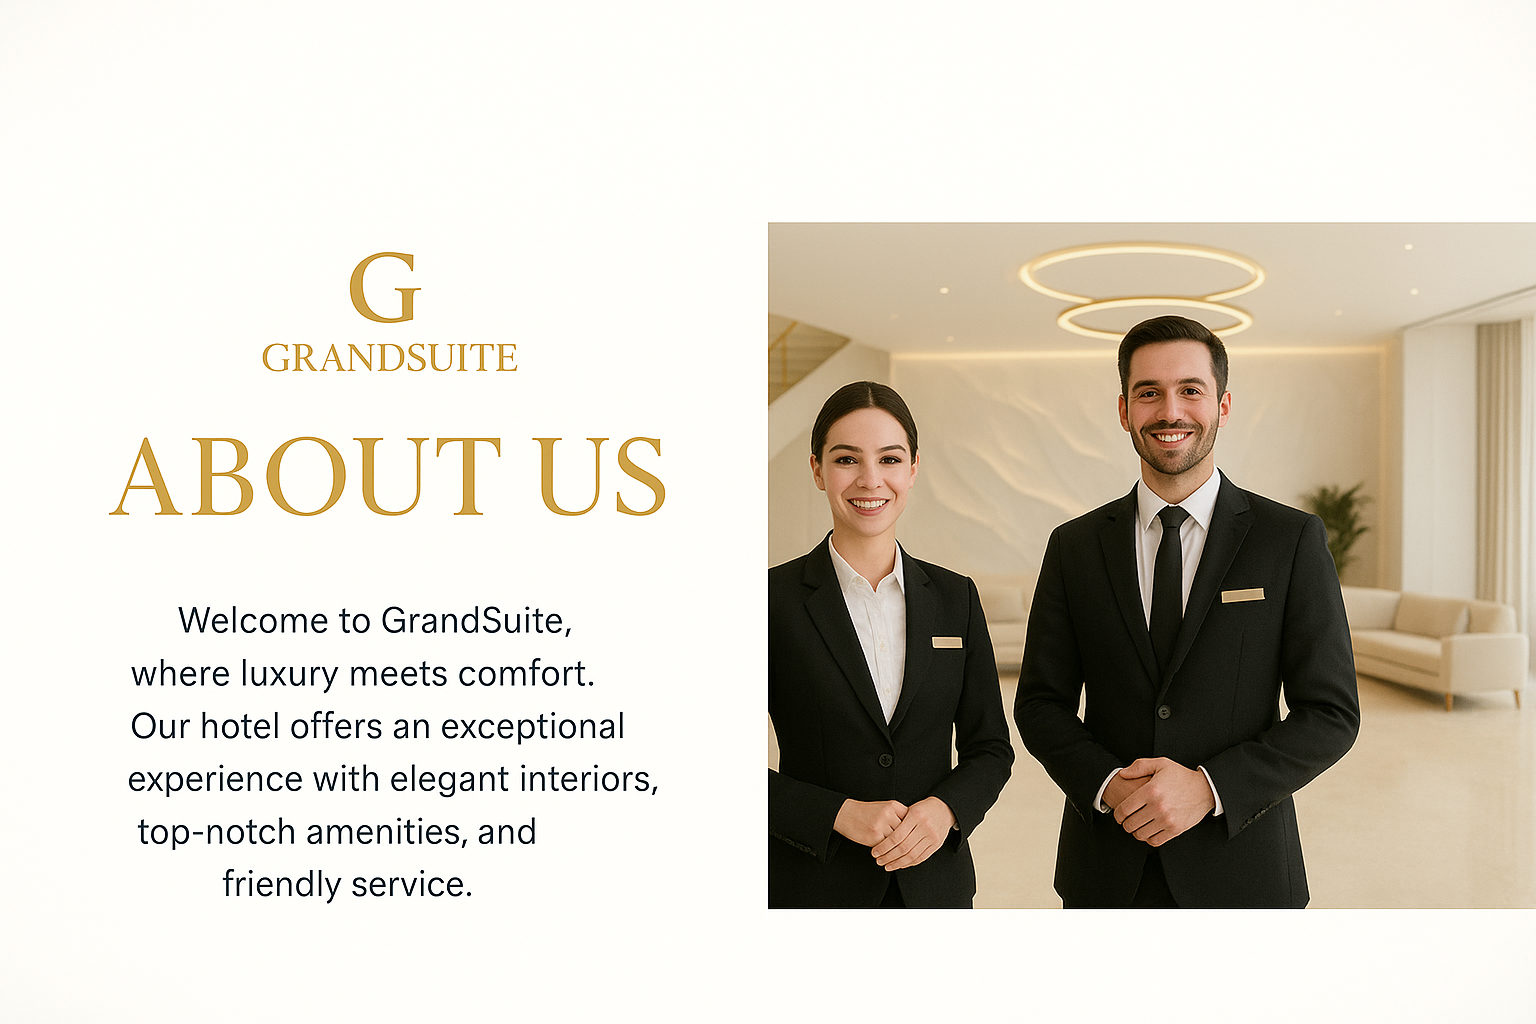 G
GRANDSUITE
ABOUT US
Welcome to GrandSuite,
where luxury meets comfort.
Our hotel offers an exceptional
experience with elegant interiors,
top-notch amenities, and
friendly service.